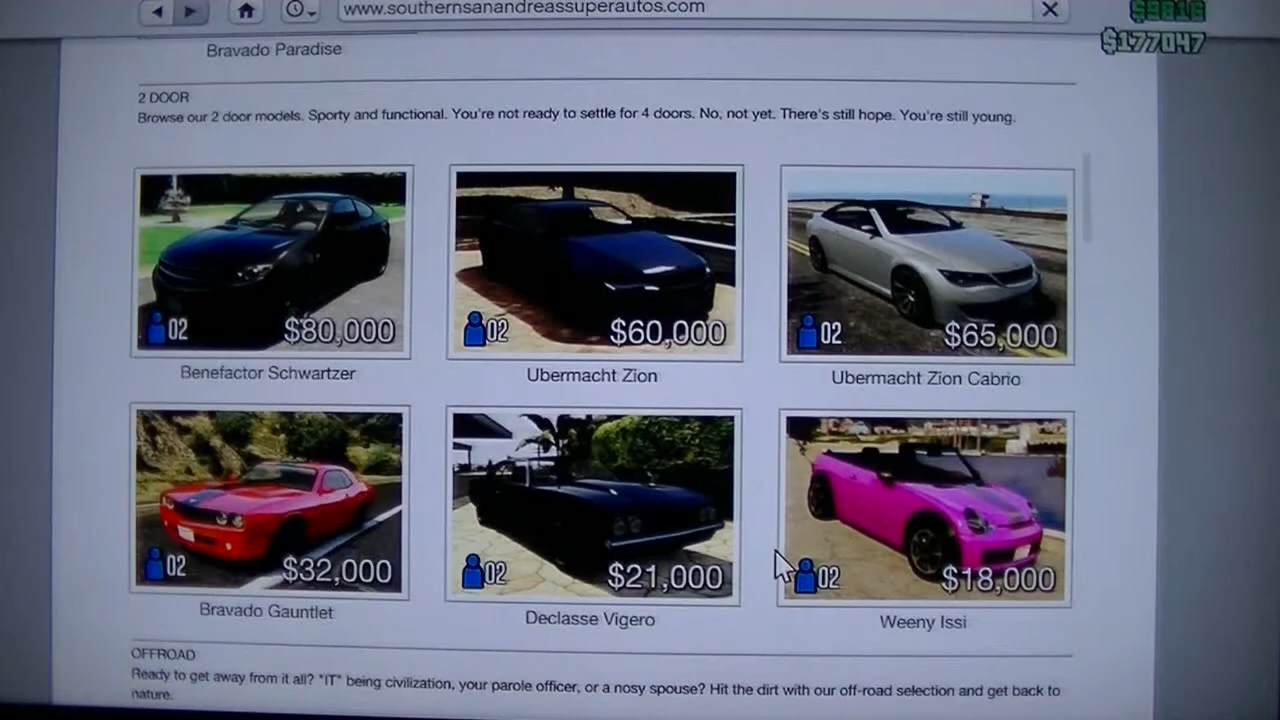 www.southernsanandreassuperautos.com
$9816
$177047
Bravado Paradise
2 DOOR
Browse our 2 door models. Sporty and functional. You're not ready to settle for 4 doors. No, not yet. There's still hope. You're still young.
02 $80,000
02 $60,000
02 $65,000
Benefactor Schwartzer
Ubermacht Zion
Ubermacht Zion Cabrio
02 $32,000
02 $21,000
02 $18,000
Bravado Gauntlet
Declasse Vigero
Weeny Issi
OFFROAD
Ready to get away from it all? "IT" being civilization, your parole officer, or a nosy spouse? Hit the dirt with our off-road selection and get back to
nature.